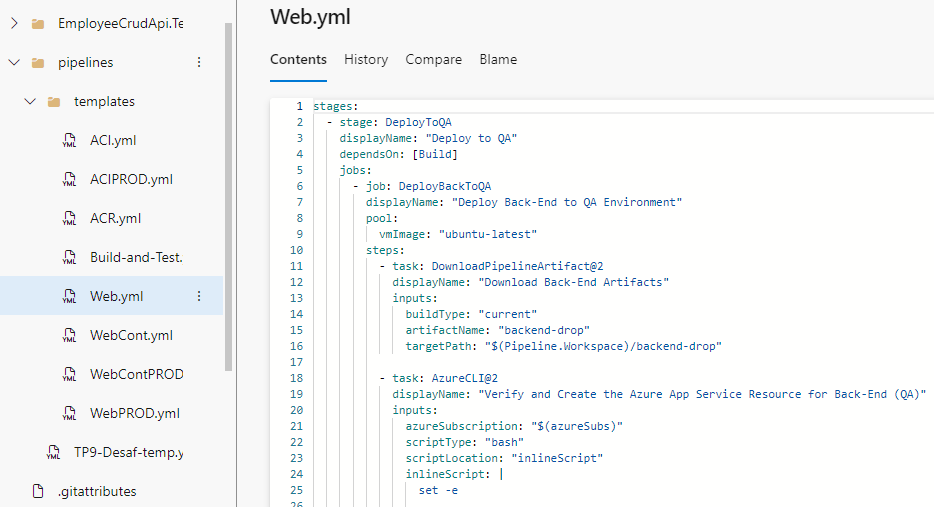 EmployeeCrudApi.Te
pipelines
templates
ACI.yml
ACIPROD.yml
ACR.yml
Build-and-Test.
Web.yml
WebCont.yml
WebContPROD
WebPROD.yml
TP9-Desaf-temp.y
.gitattributes
Web.yml
Contents History Compare Blame
1 stages:
2 - stage: DeployToQA
3 displayName: "Deploy to QA"
4 dependsOn: [Build]
5 jobs:
6 - job: DeployBackToQA
7 displayName: "Deploy Back-End to QA Environment"
8 pool:
9 vmImage: "ubuntu-latest"
10 steps:
11 - task: DownloadPipelineArtifact@2
12 displayName: "Download Back-End Artifacts"
13 inputs:
14 buildType: "current"
15 artifactName: "backend-drop"
16 targetPath: "$(Pipeline.Workspace)/backend-drop"
17
18 - task: AzureCLI@2
19 displayName: "Verify and Create the Azure App Service Resource for Back-End (QA)"
20 inputs:
21 azureSubscription: "$(azureSubs)"
22 scriptType: "bash"
23 scriptLocation: "inlineScript"
24 inlineScript: |
25 set -e
26